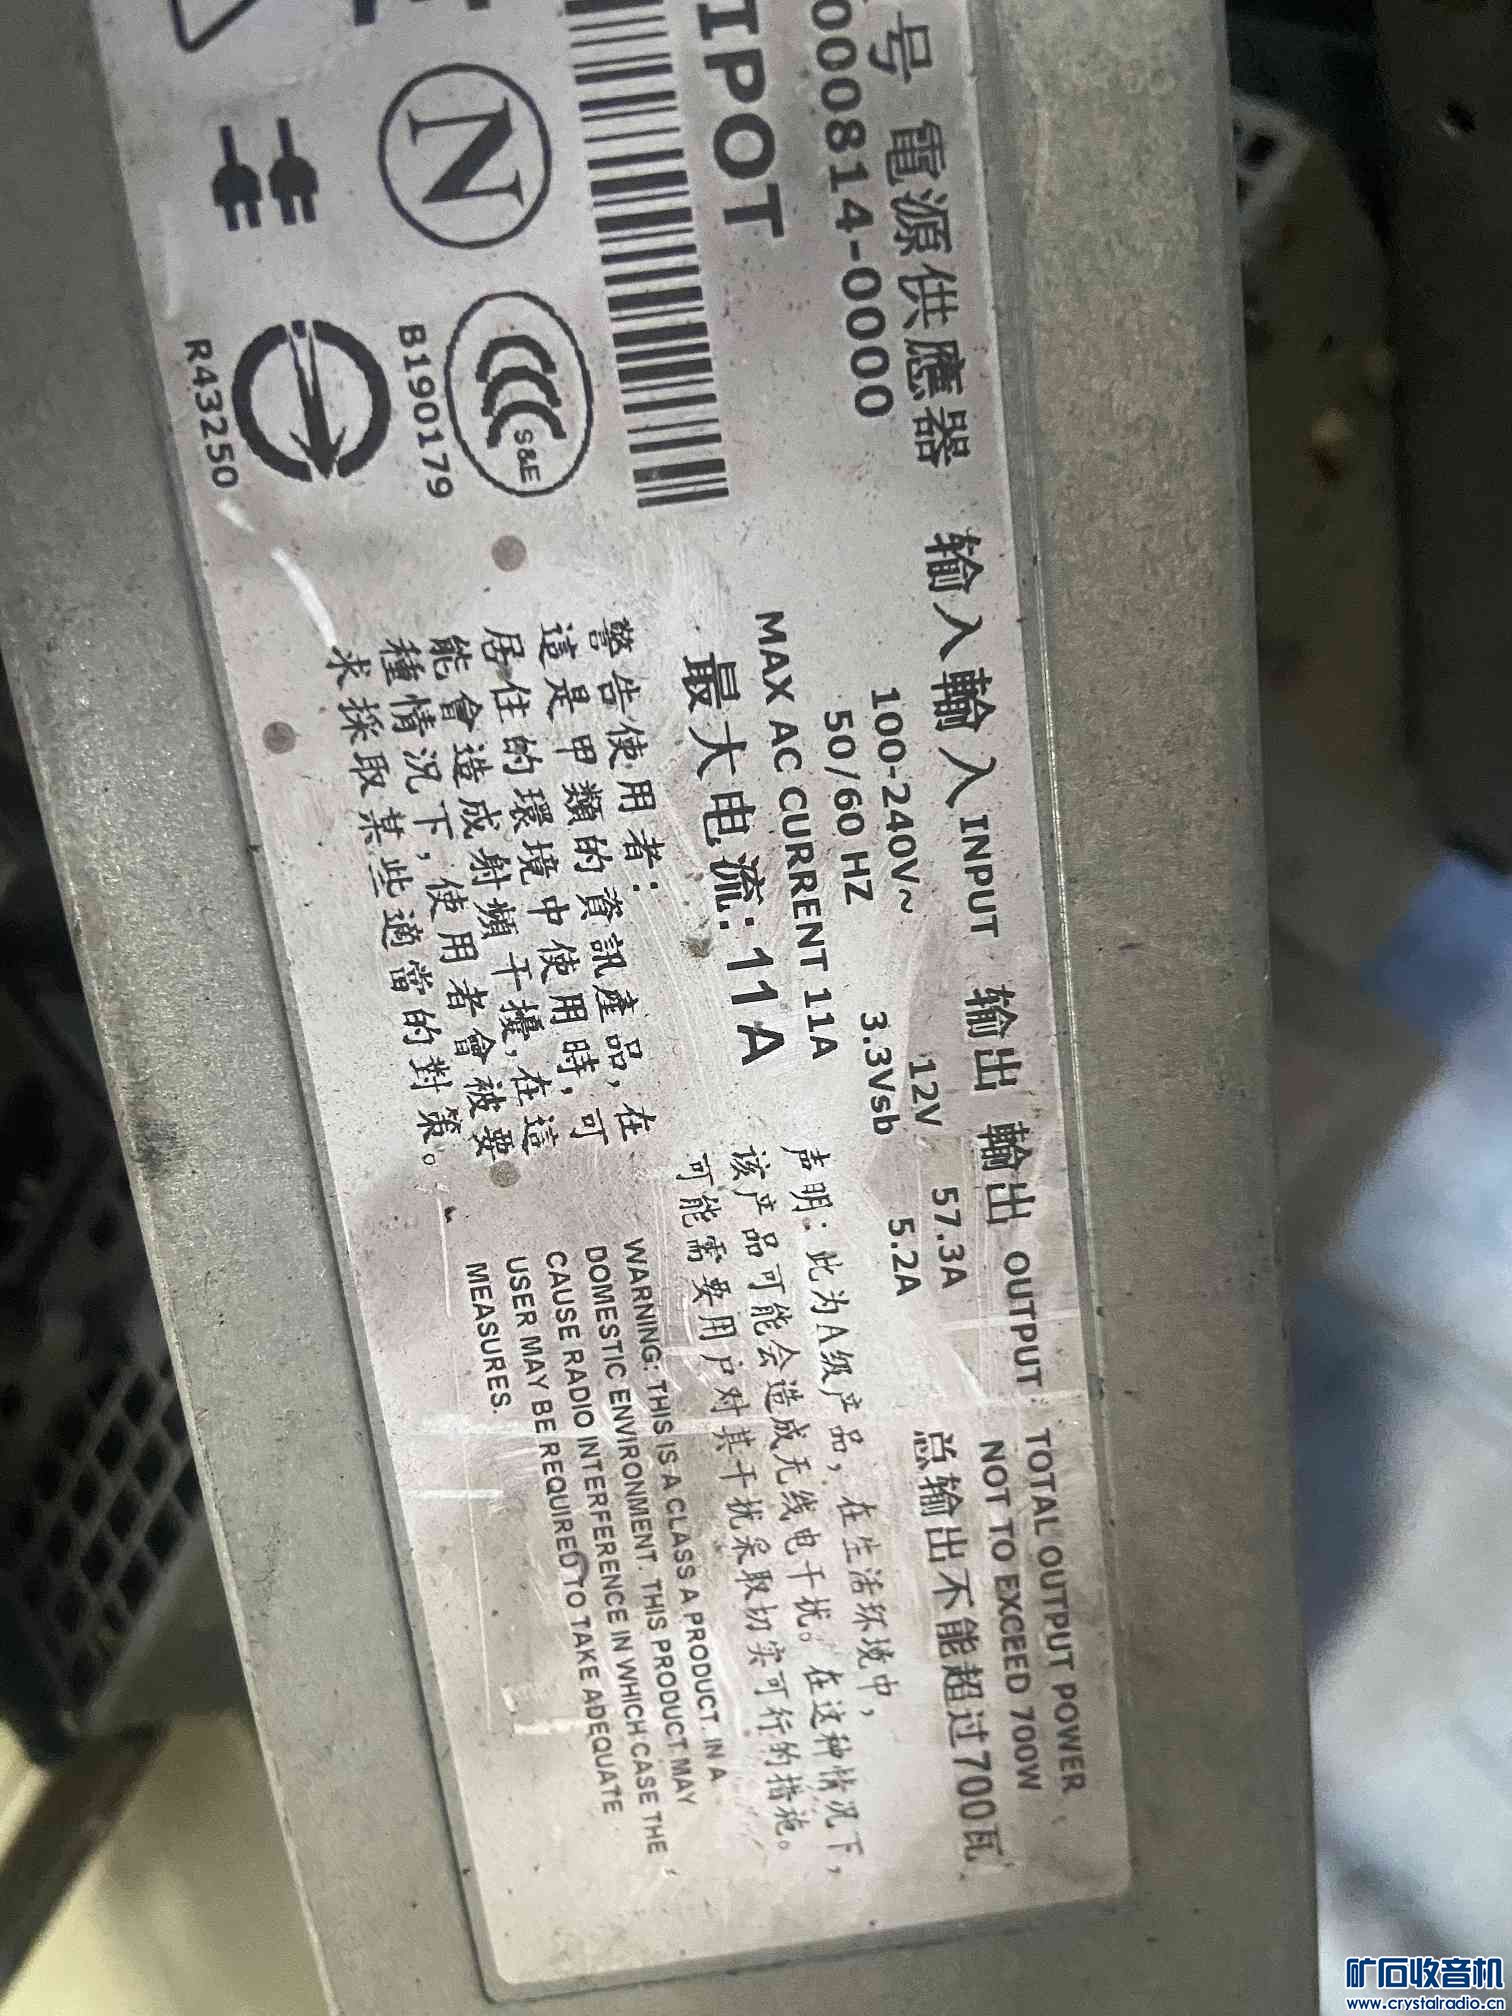 号 電源供應器
000814-0000
IPOT
N
S&E
B190179
R43250
输入 輸入 INPUT
100-240V~
50/60 HZ
MAX AC CURRENT 11A
最大电流: 11A
输出 輸出 OUTPUT
12V 57.3A
3.3Vsb 5.2A
TOTAL OUTPUT POWER
NOT TO EXCEED 700W
总输出不能超过700瓦
警告使用者:
這是甲類的資訊產品,在
居住的環境中使用時,可
能會造成射頻干擾,在這
種情況下,使用者會被要
求採取某些適當的對策。
声明: 此为A级产品, 在生活环境中,
该产品可能会造成无线电干扰。在这种情况下,
可能需要用户对其干扰采取切实可行的措施。
WARNING: THIS IS A CLASS A PRODUCT. IN A
DOMESTIC ENVIRONMENT. THIS PRODUCT MAY
CAUSE RADIO INTERFERENCE IN WHICH CASE THE
USER MAY BE REQUIRED TO TAKE ADEQUATE
MEASURES.
矿石收音机
www.crystalradio.cn